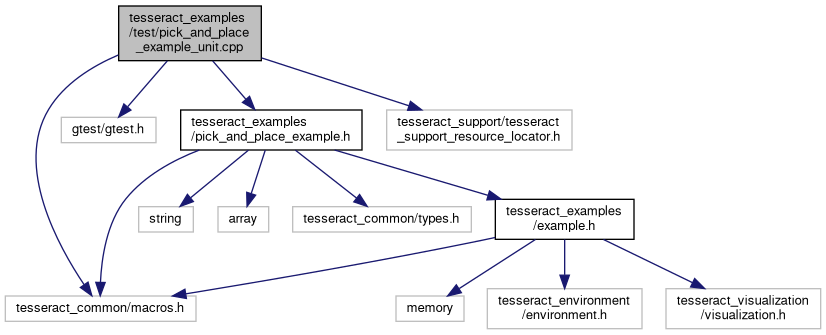 tesseract_examples
/test/pick_and_place
_example_unit.cpp
gtest/gtest.h
tesseract_examples
/pick_and_place_example.h
tesseract_support/tesseract
_support_resource_locator.h
string
array
tesseract_common/types.h
tesseract_examples
/example.h
tesseract_common/macros.h
memory
tesseract_environment
/environment.h
tesseract_visualization
/visualization.h